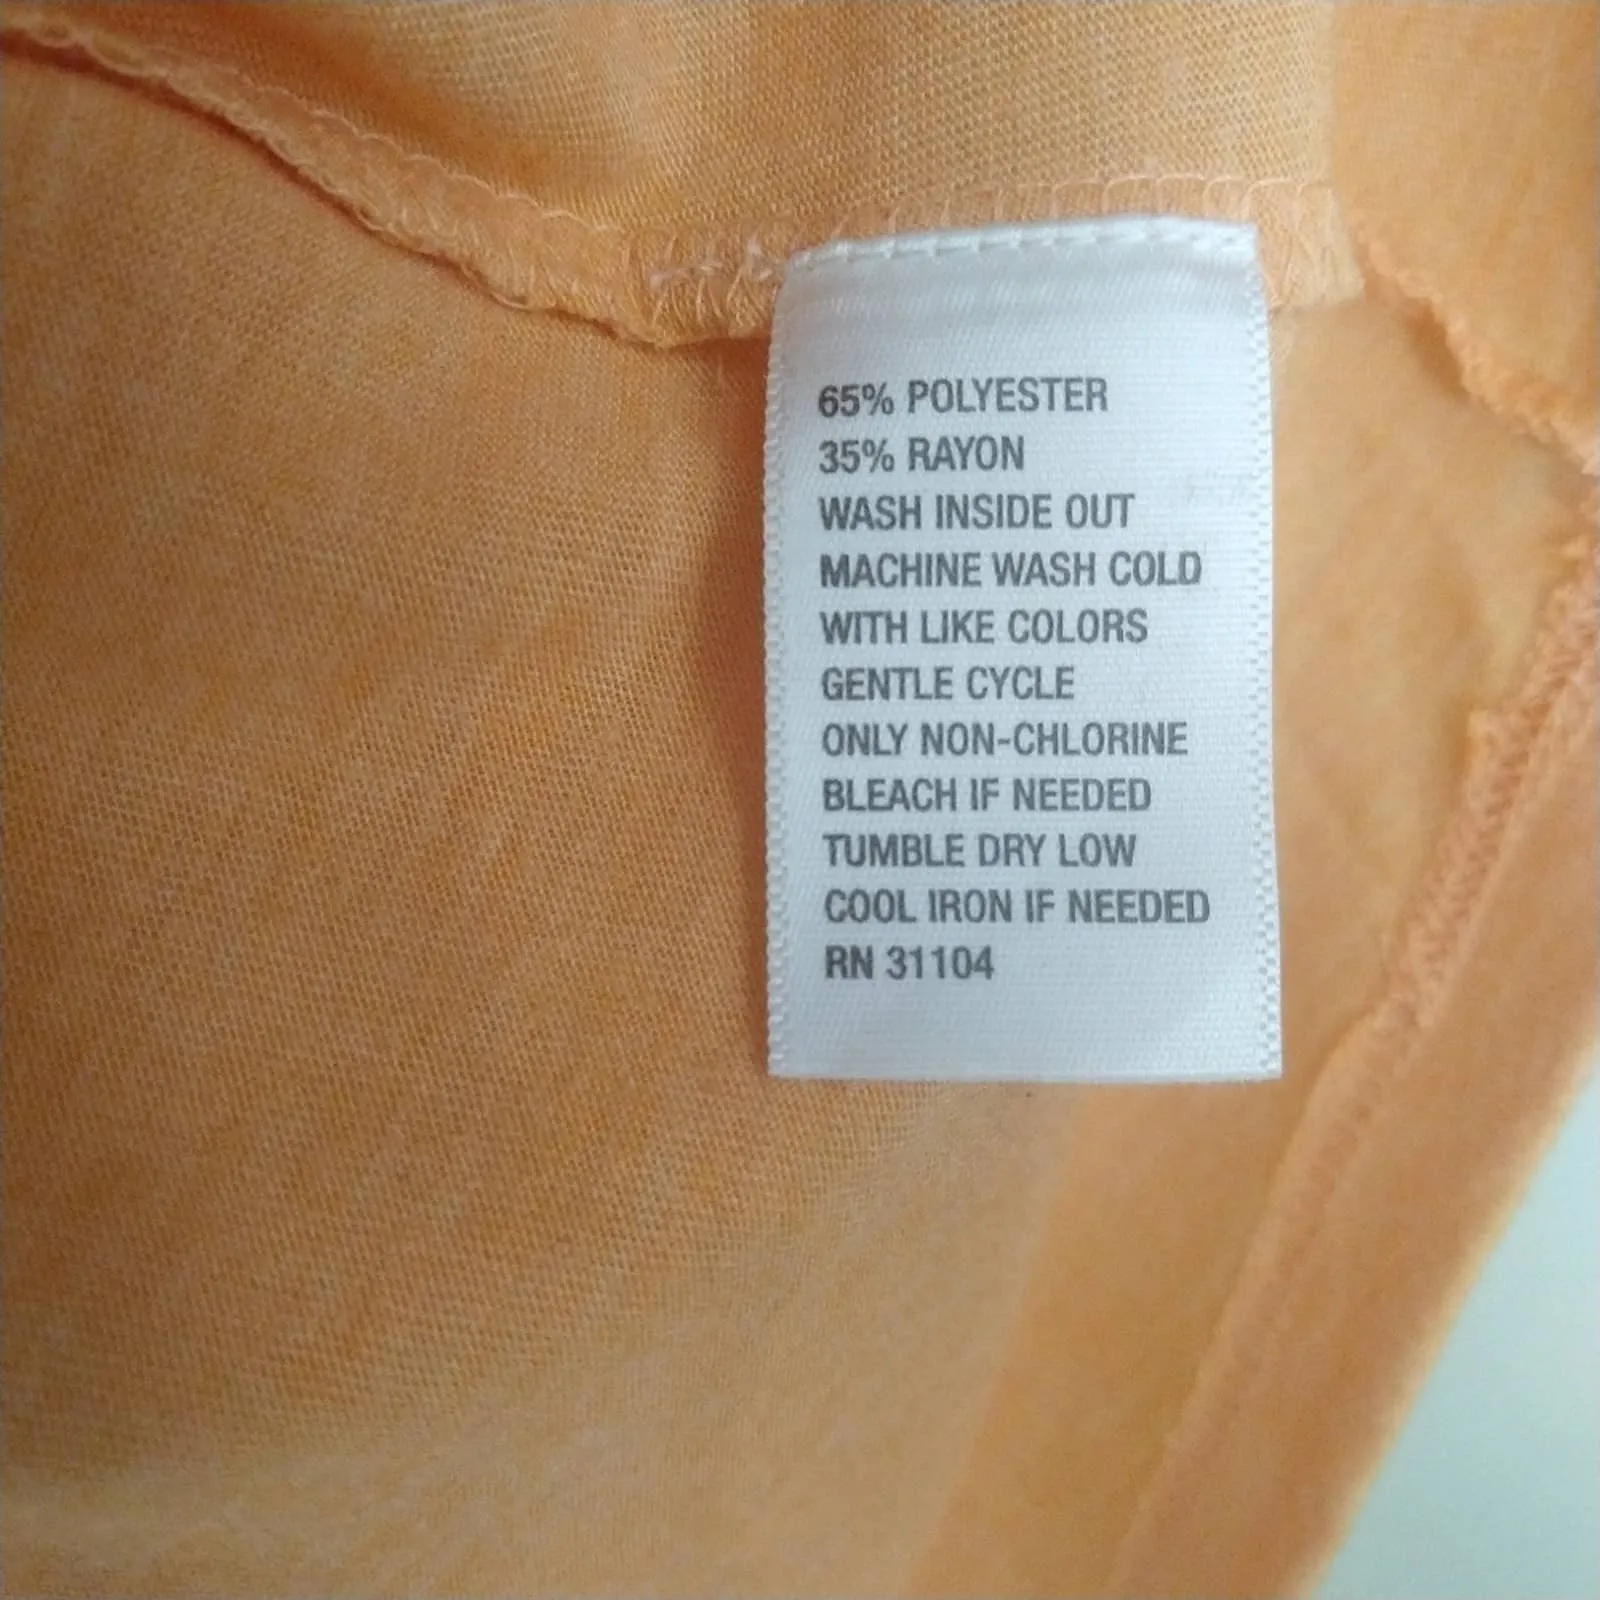 65% POLYESTER
35% RAYON
WASH INSIDE OUT
MACHINE WASH COLD
WITH LIKE COLORS
GENTLE CYCLE
ONLY NON-CHLORINE
BLEACH IF NEEDED
TUMBLE DRY LOW
COOL IRON IF NEEDED
RN 31104